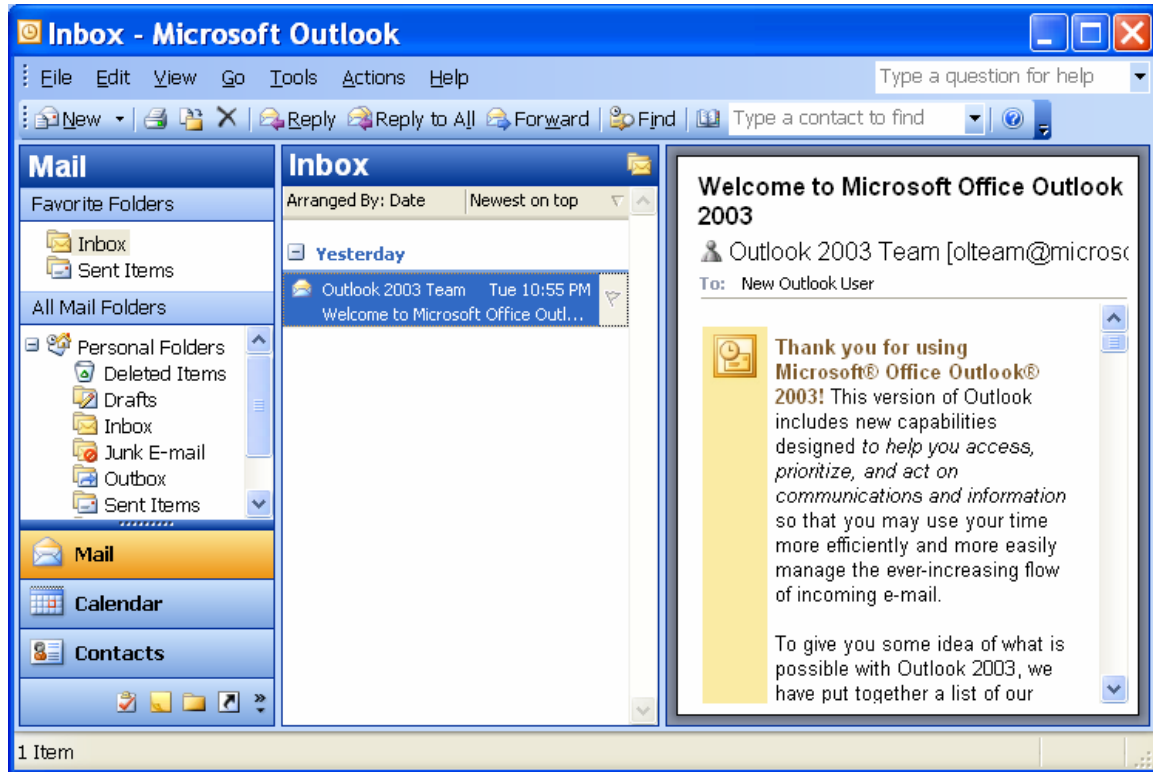 Inbox - Microsoft Outlook
File Edit View Go Tools Actions Help Type a question for help
New Reply Reply to All Forward Find Type a contact to find
Mail
Favorite Folders
Inbox
Sent Items
All Mail Folders
Personal Folders
Deleted Items
Drafts
Inbox
Junk E-mail
Outbox
Sent Items
Mail
Calendar
Contacts
Inbox
Arranged By: Date Newest on top
Yesterday
Outlook 2003 Team Tue 10:55 PM
Welcome to Microsoft Office Outl...
Welcome to Microsoft Office Outlook
2003
Outlook 2003 Team [olteam@microsc
To: New Outlook User
Thank you for using
Microsoft® Office Outlook®
2003! This version of Outlook
includes new capabilities
designed to help you access,
prioritize, and act on
communications and information
so that you may use your time
more efficiently and more easily
manage the ever-increasing flow
of incoming e-mail.
To give you some idea of what is
possible with Outlook 2003, we
have put together a list of our
1 Item